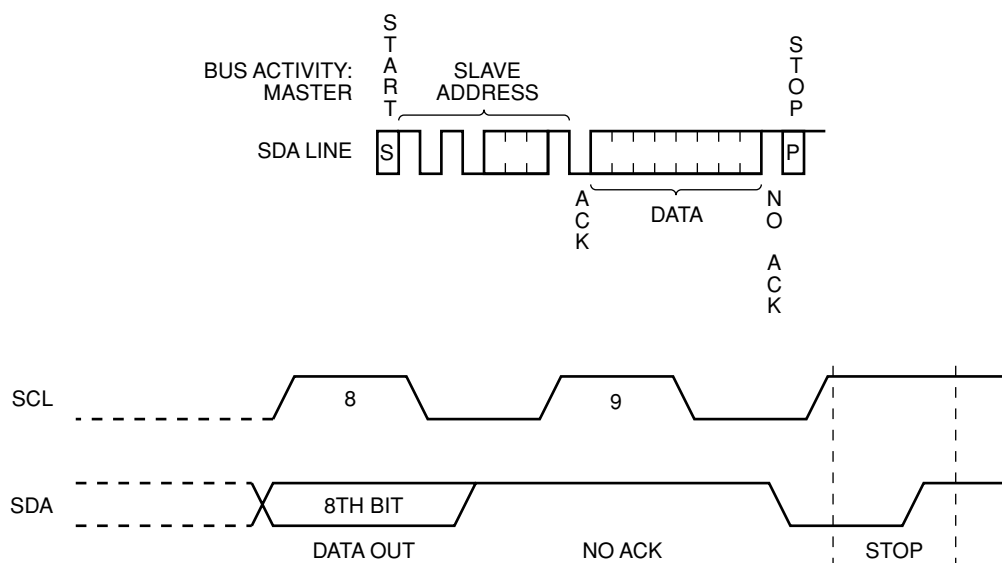 START
STOP
BUS ACTIVITY:
MASTER
SLAVE
ADDRESS
SDA LINE
S
P
ACK
DATA
NO ACK
SCL
8
9
SDA
8TH BIT
DATA OUT
NO ACK
STOP